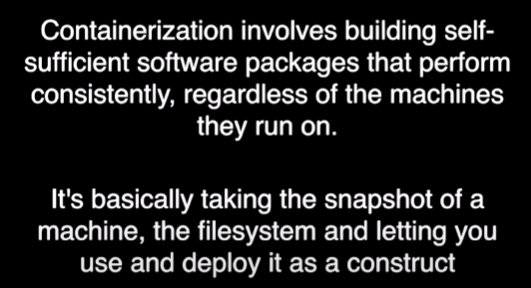 Containerization involves building self-
sufficient software packages that perform
consistently, regardless of the machines
they run on.
It's basically taking the snapshot of a
machine, the filesystem and letting you
use and deploy it as a construct